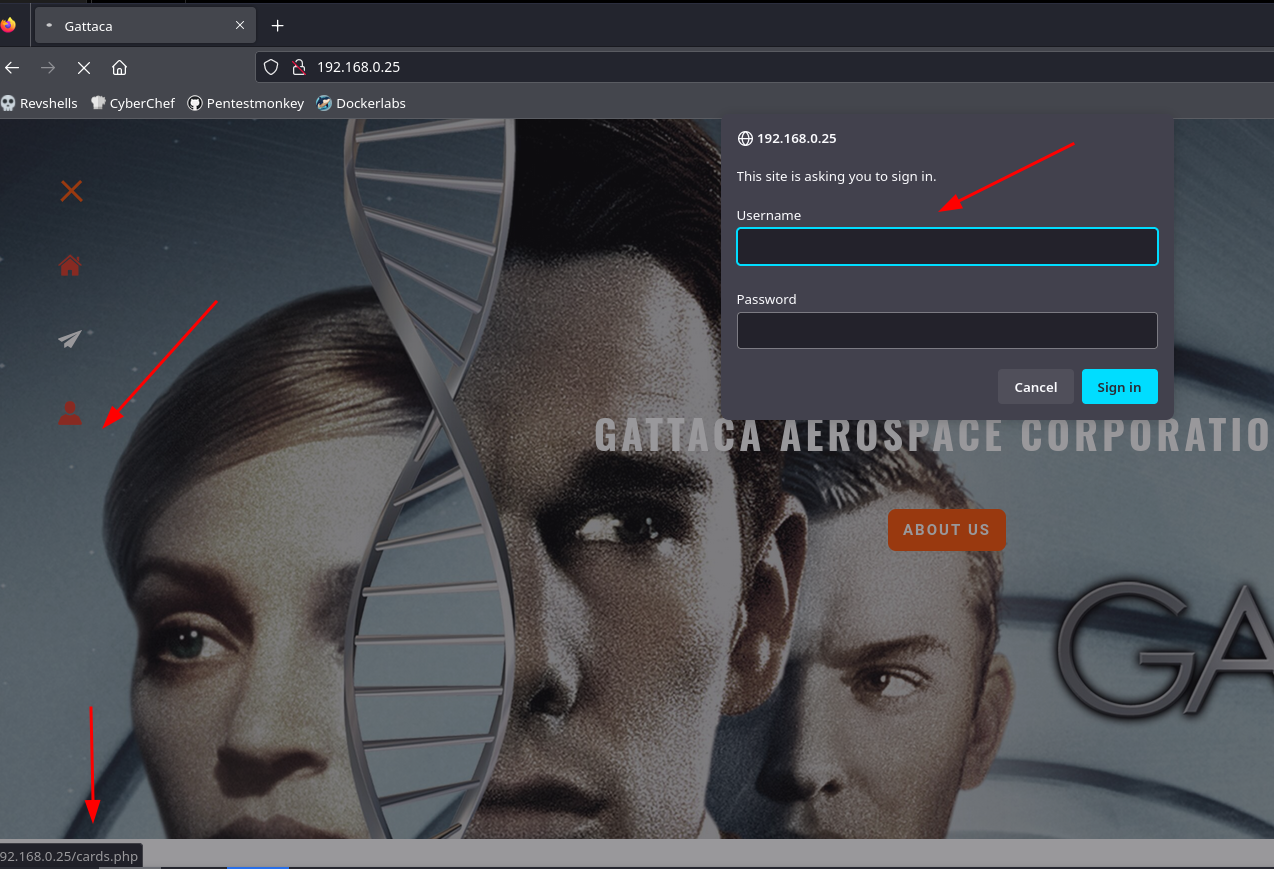 Gattaca
192.168.0.25
Revshells CyberChef Pentestmonkey Dockerlabs
192.168.0.25
This site is asking you to sign in.
Username
Password
Cancel Sign in
GATTACA AEROSPACE CORPORATIO
ABOUT US
GA
92.168.0.25/cards.php